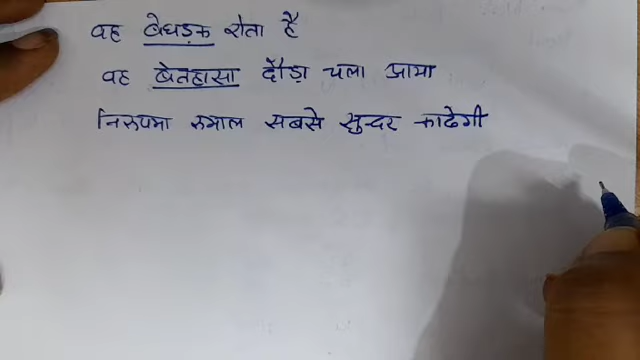 वह बेधड़क रोता है
वह बेतहासा दौड़ा चला आया
निरुपमा रुमाल सबसे सुन्दर काढेगी